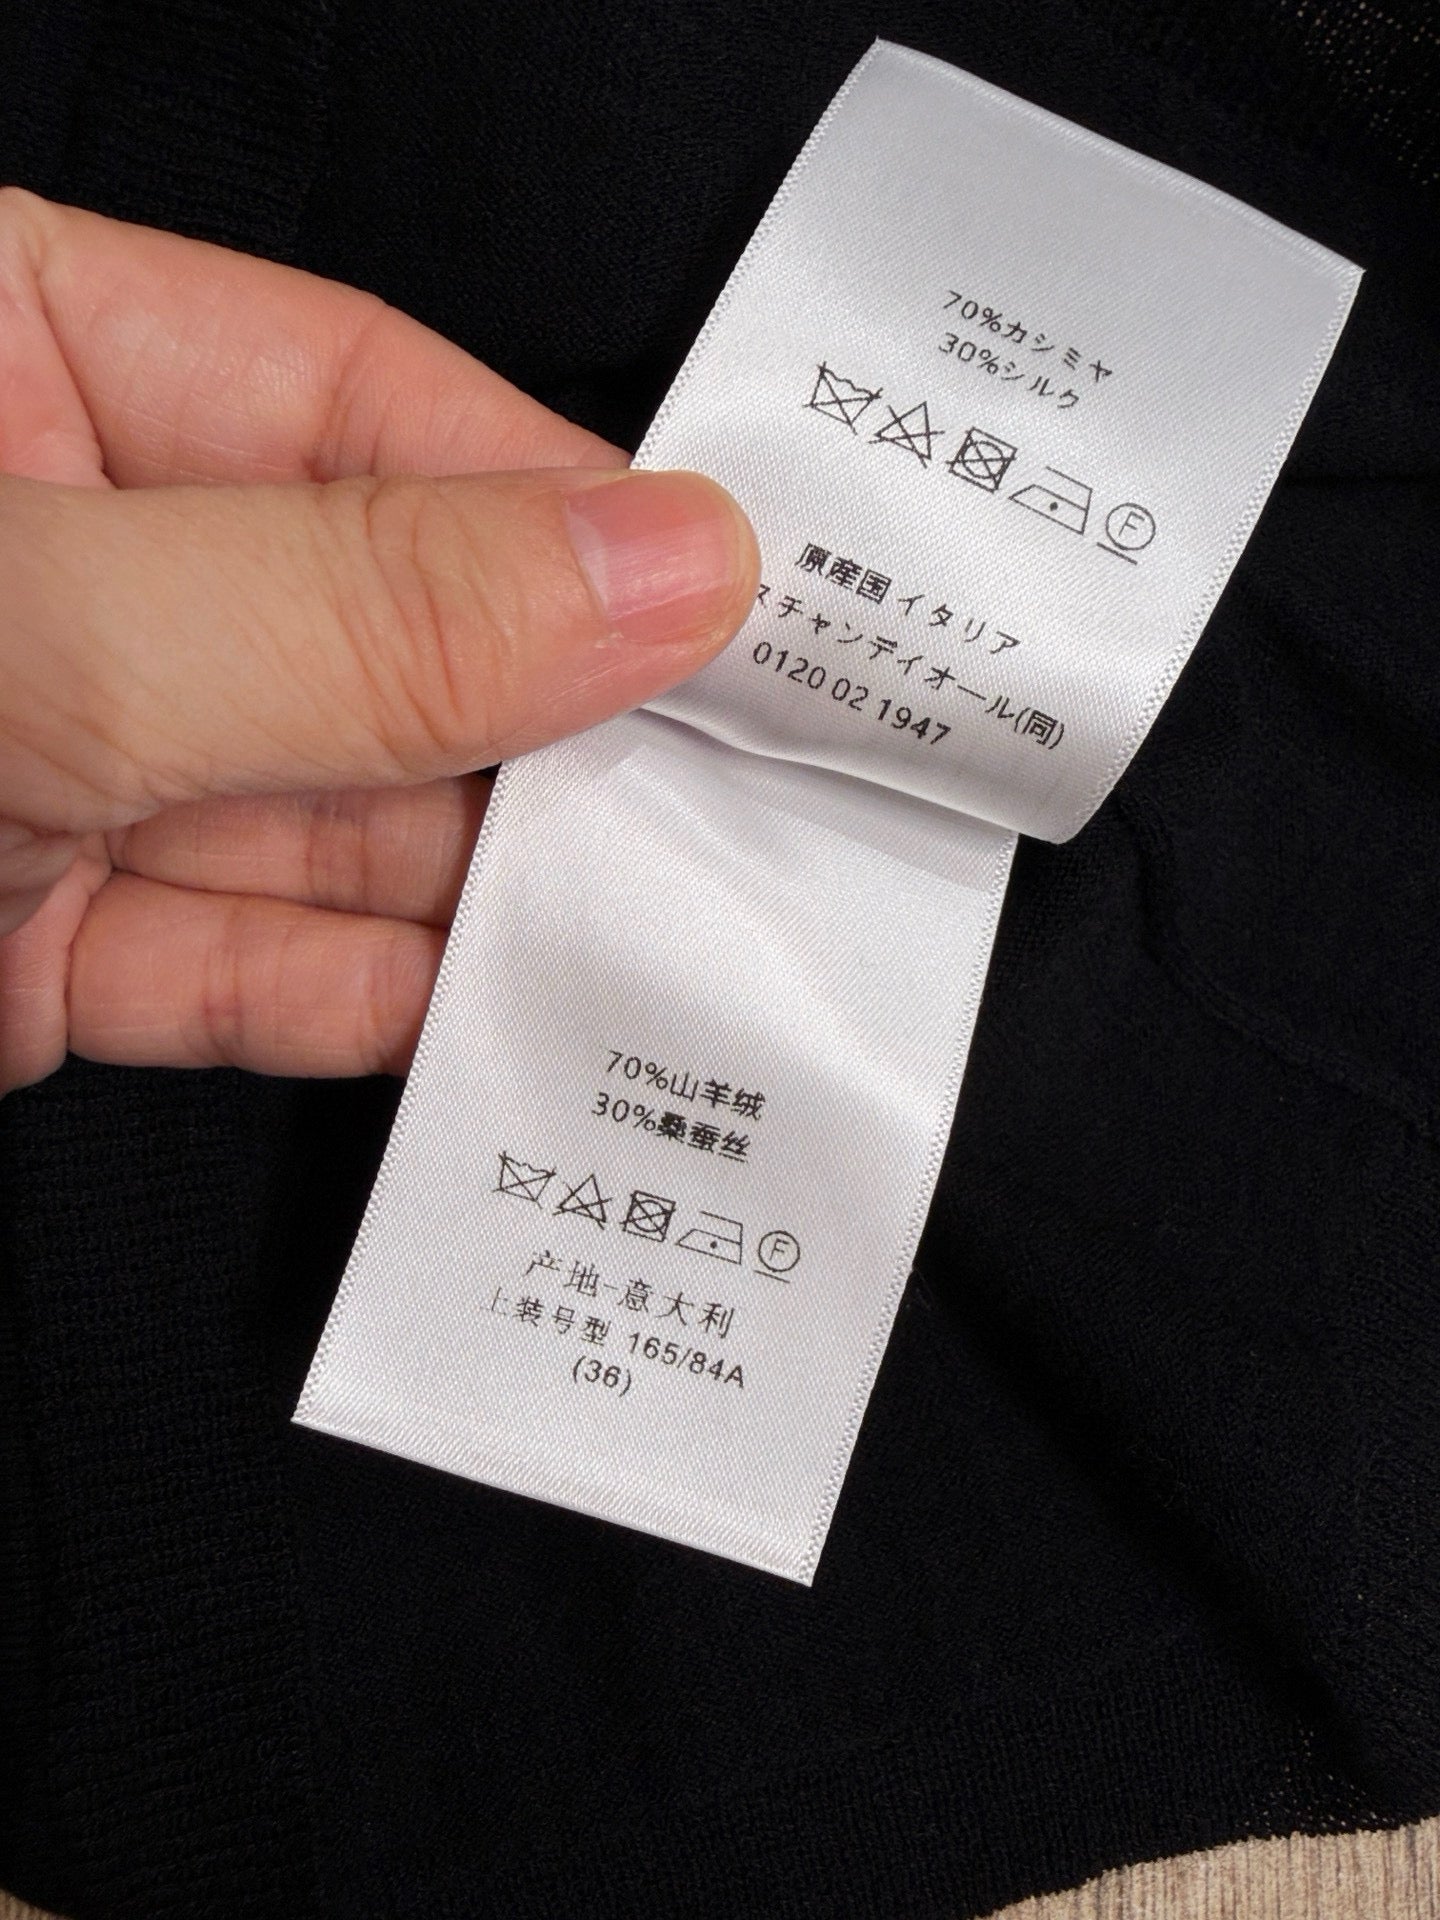 70%カシミヤ
30%シルク
F
原産国 イタリア
スチャンディオール(同)
0120 02 1947
70%山羊绒
30%桑蚕丝
F
产地-意大利
上装号型 165/84A
(36)